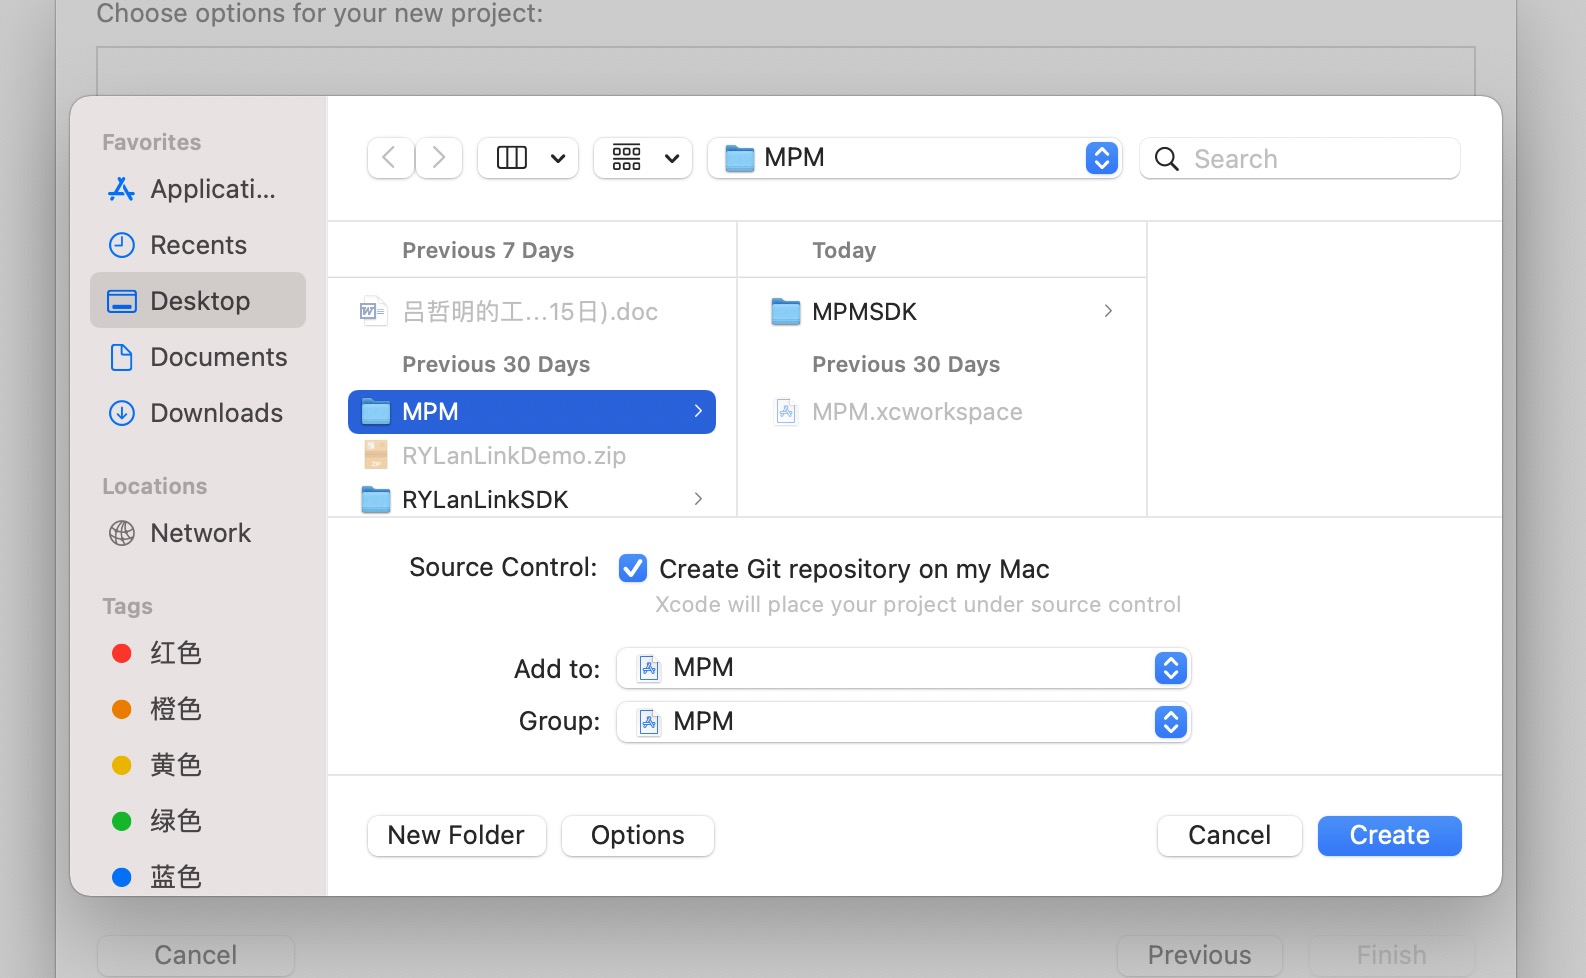 Choose options for your new project:
Favorites
Applicati...
Recents
Desktop
Documents
Downloads
Locations
Network
Tags
红色
橙色
黄色
绿色
蓝色
MPM
Search
Previous 7 Days
吕哲明的工...15日).doc
Previous 30 Days
MPM
RYLanLinkDemo.zip
RYLanLinkSDK
Today
MPMSDK
Previous 30 Days
MPM.xcworkspace
Source Control:
Create Git repository on my Mac
Xcode will place your project under source control
Add to:
MPM
Group:
MPM
New Folder
Options
Cancel
Create
Cancel
Previous
Finish